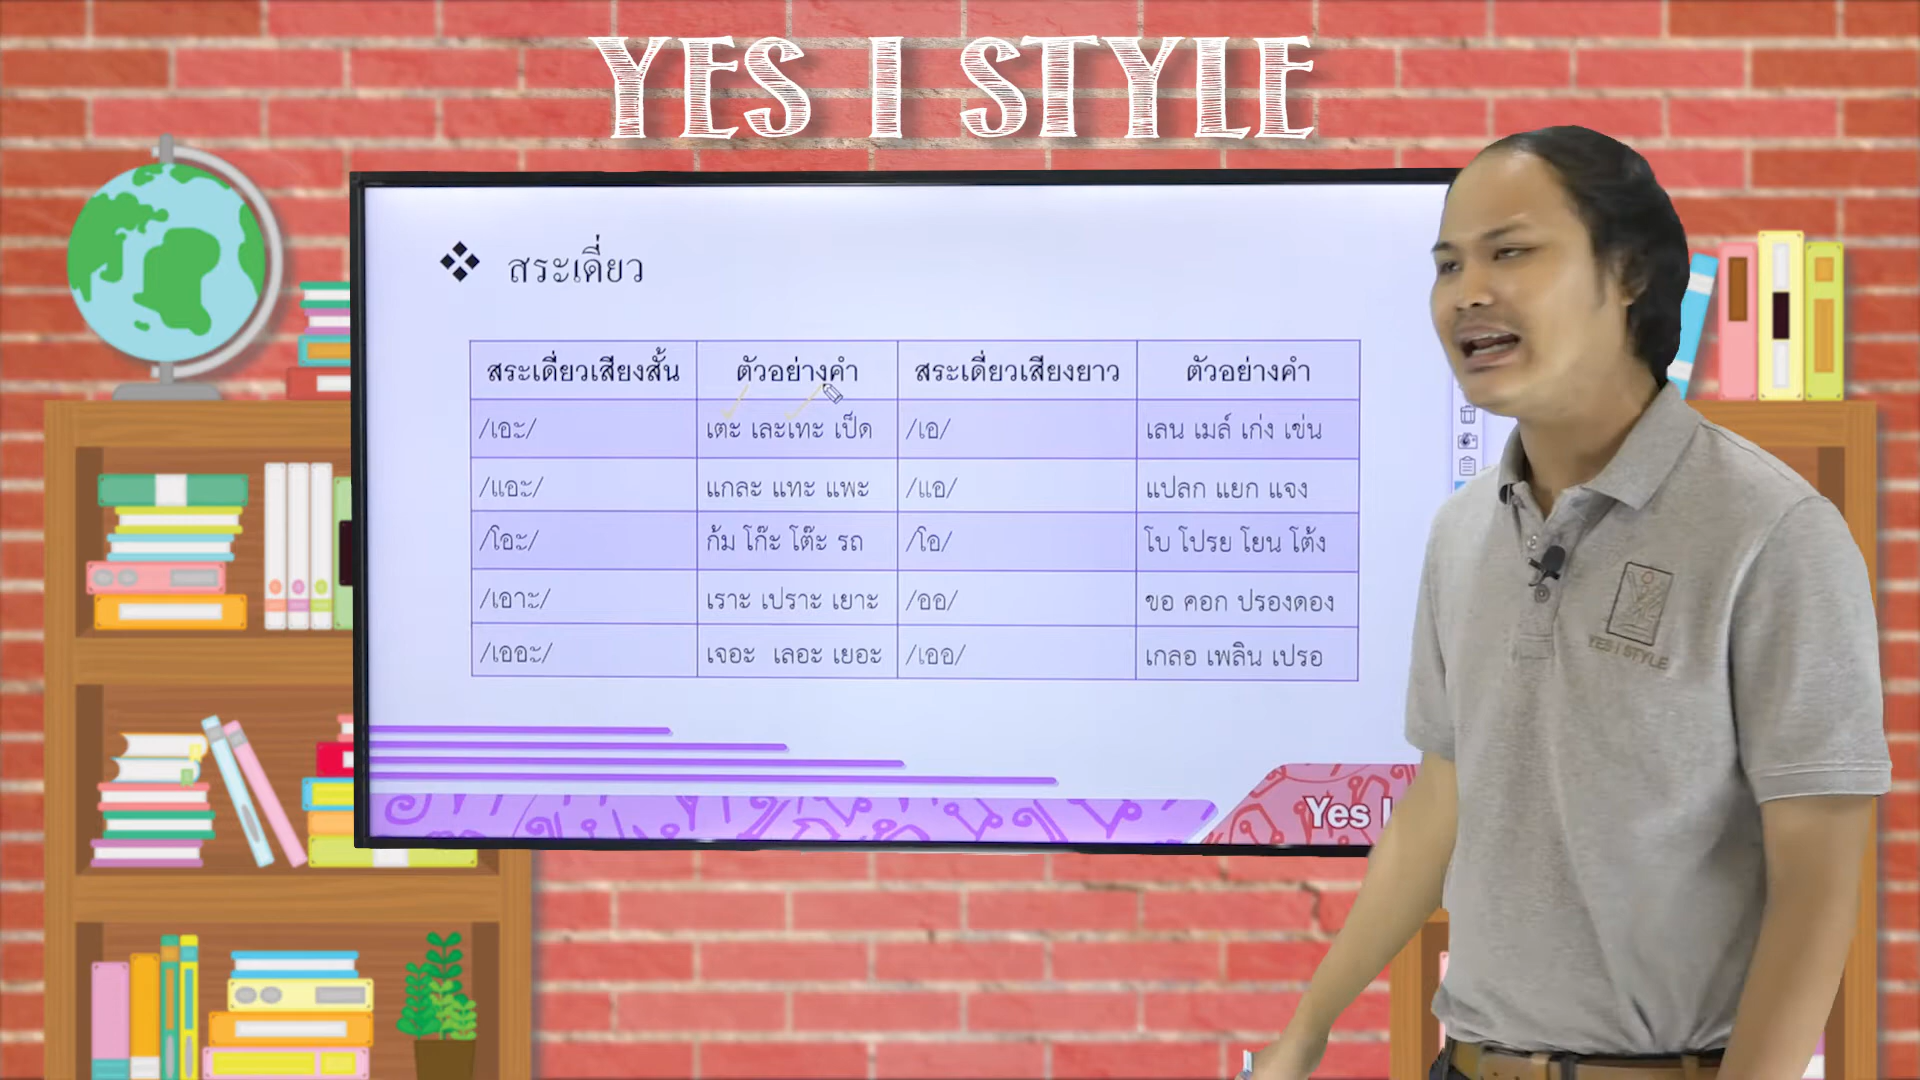 YES I STYLE
สระเดี่ยว
สระเดี่ยวเสียงสั้น ตัวอย่างคำ สระเดี่ยวเสียงยาว ตัวอย่างคำ
/เอะ/ เตะ เละเทะ เป็ด /เอ/ เลน เมล์ เก่ง เข่น
/แอะ/ แกละ แทะ แพะ /แอ/ แปลก แยก แจง
/โอะ/ ก้ม โก๊ะ โต๊ะ รถ /โอ/ โบ โปรย โยน โต้ง
/เอาะ/ เราะ เปราะ เยาะ /ออ/ ขอ คอก ปรองดอง
/เออะ/ เจอะ เลอะ เยอะ /เออ/ เกลอ เพลิน เปรอ
Yes I
YES I STYLE